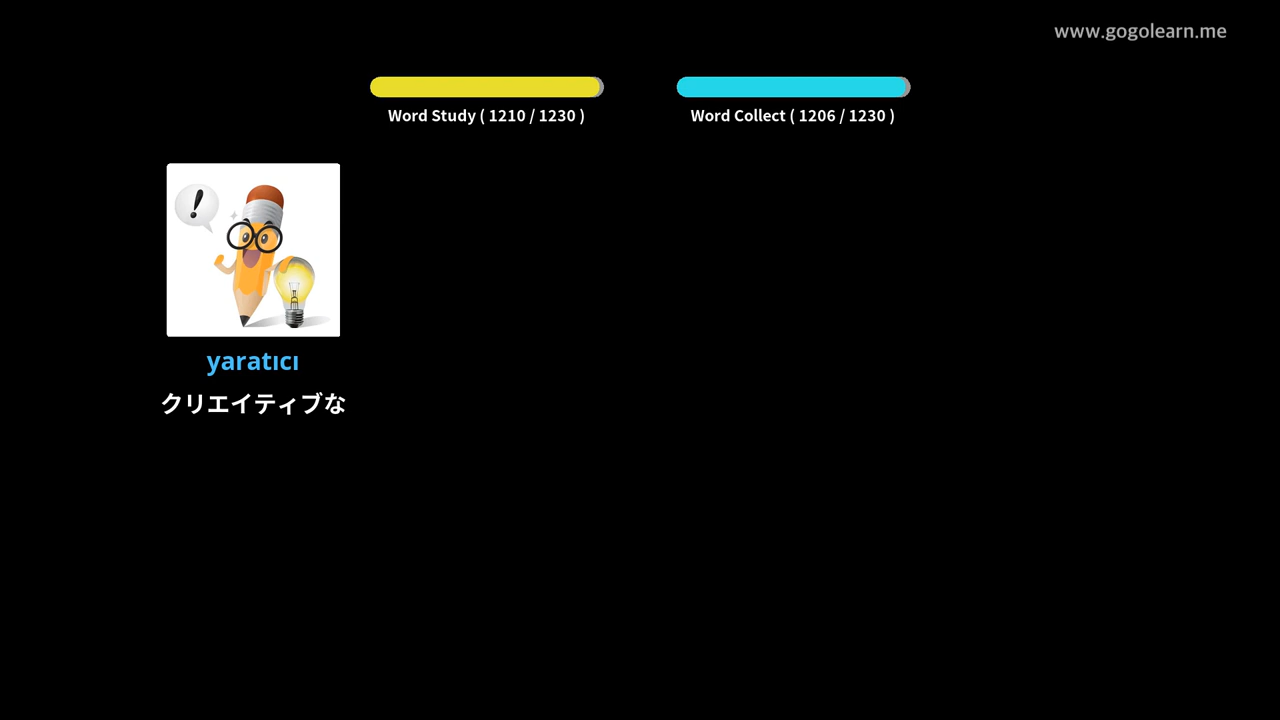 www.gogolearn.me
Word Study ( 1210 / 1230 )
Word Collect ( 1206 / 1230 )
!
yaratıcı
クリエイティブな